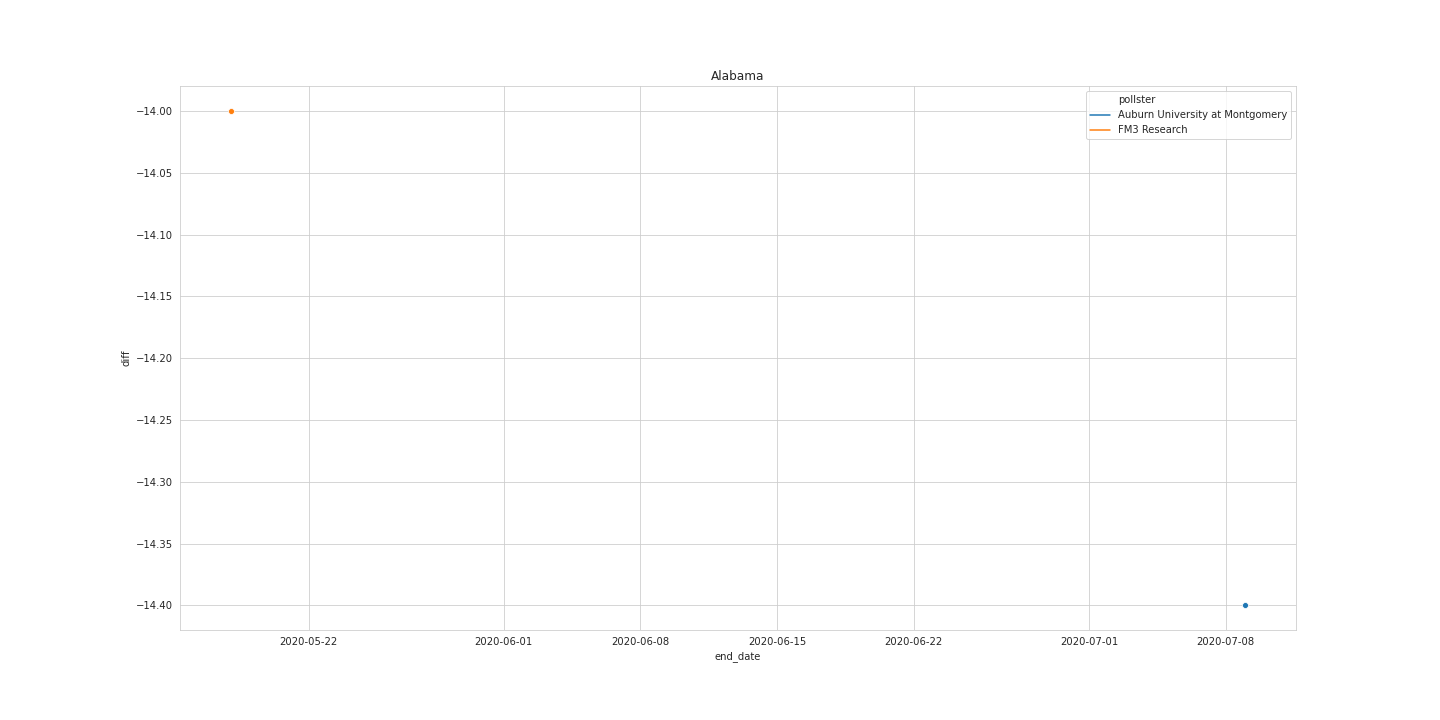 Alabama
pollster
Auburn University at Montgomery
FM3 Research
−14.00
−14.05
−14.10
−14.15
−14.20
−14.25
−14.30
−14.35
−14.40
diff
2020-05-22
2020-06-01
2020-06-08
2020-06-15
2020-06-22
2020-07-01
2020-07-08
end_date